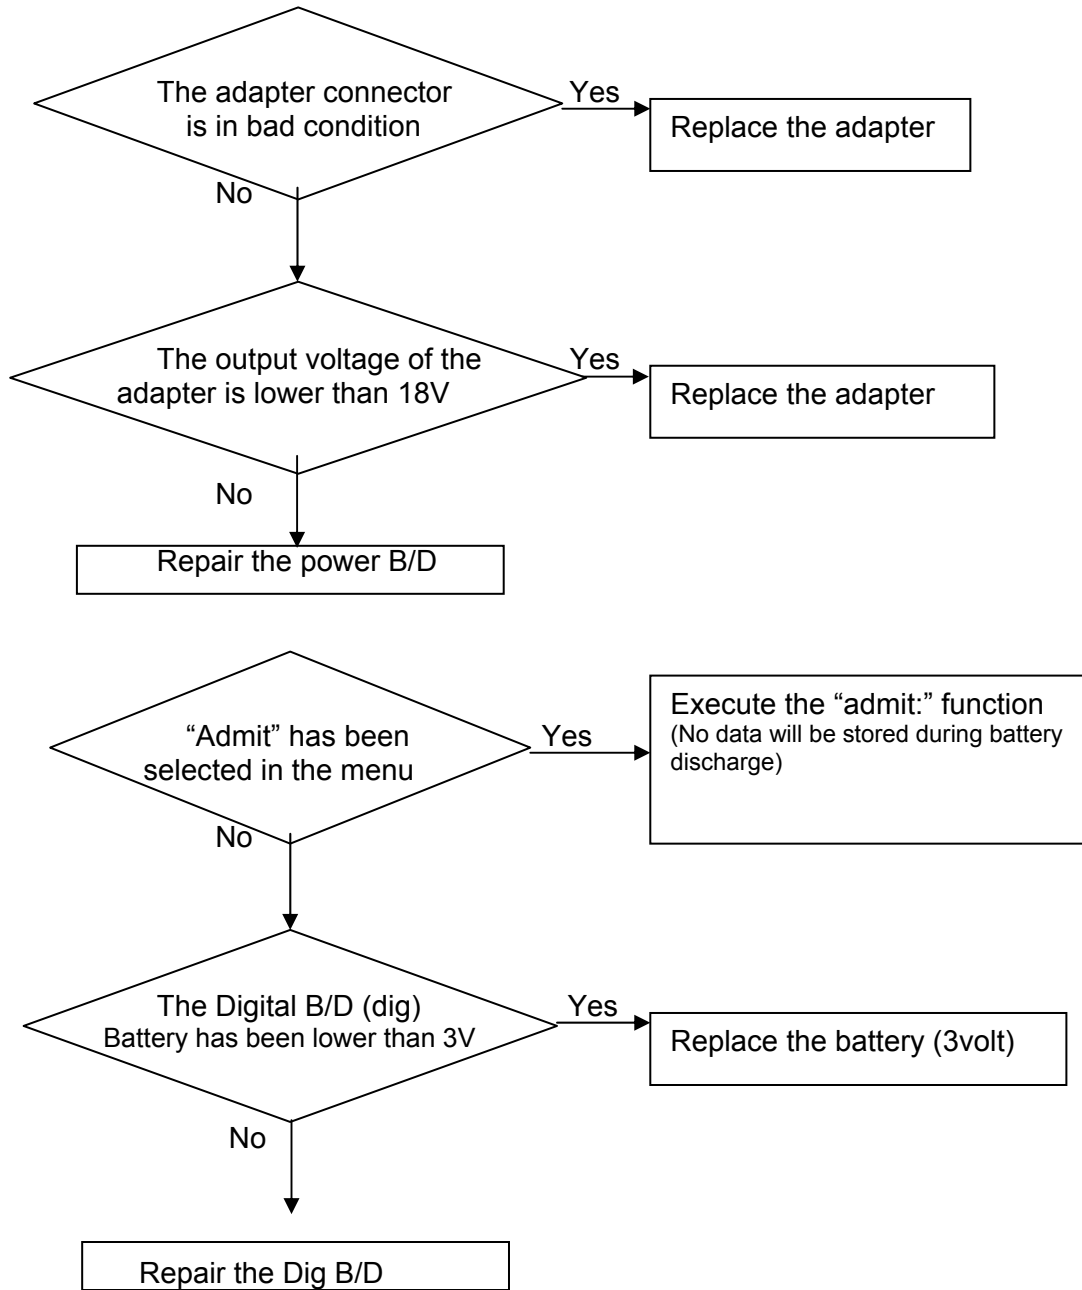 The adapter connector
is in bad condition
Yes
Replace the adapter
No
The output voltage of the
adapter is lower than 18V
Yes
Replace the adapter
No
Repair the power B/D
“Admit” has been
selected in the menu
Yes
Execute the “admit:” function
(No data will be stored during battery
discharge)
No
The Digital B/D (dig)
Battery has been lower than 3V
Yes
Replace the battery (3volt)
No
Repair the Dig B/D